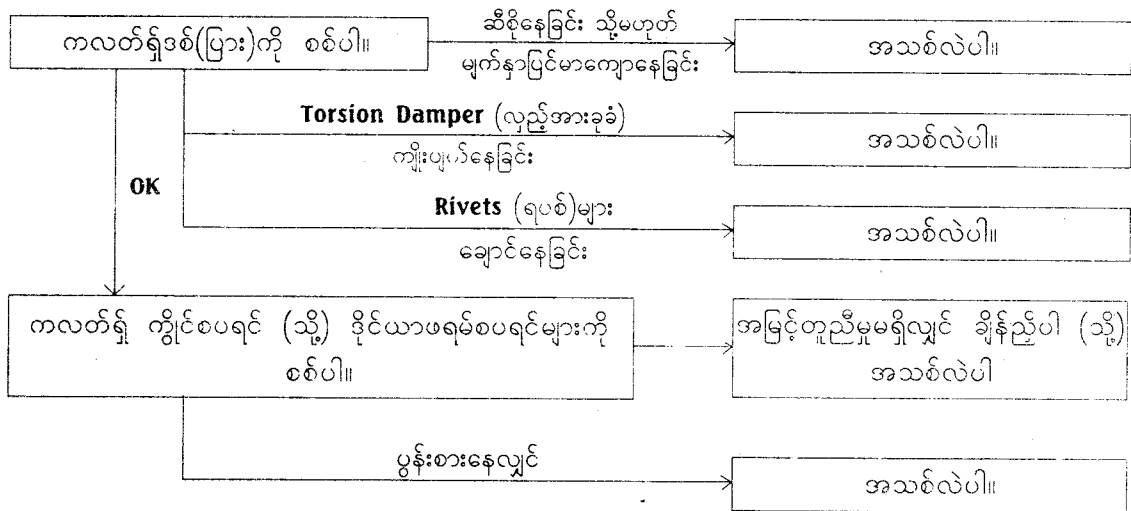 ကလတ်ရှ်ဒစ်(ပြား)ကို စစ်ပါ။
ဆီစိုနေခြင်း သို့မဟုတ်
မျက်နှာပြင်မာကျောနေခြင်း
အသစ်လဲပါ။
Torsion Damper (လှည့်အားခုခံ)
ကျိုးပျယ်နေခြင်း
အသစ်လဲပါ။
OK
Rivets (ရပစ်)များ
ချောင်နေခြင်း
အသစ်လဲပါ။
ကလတ်ရှ် ကွိုင်စပရင် (သို့) ဒိုင်ယာဖရမ်စပရင်များကို
စစ်ပါ။
အမြင့်တူညီမှုမရှိလျှင် ချိန်ညှိပါ (သို့)
အသစ်လဲပါ
ပွန်းစားနေလျှင်
အသစ်လဲပါ။